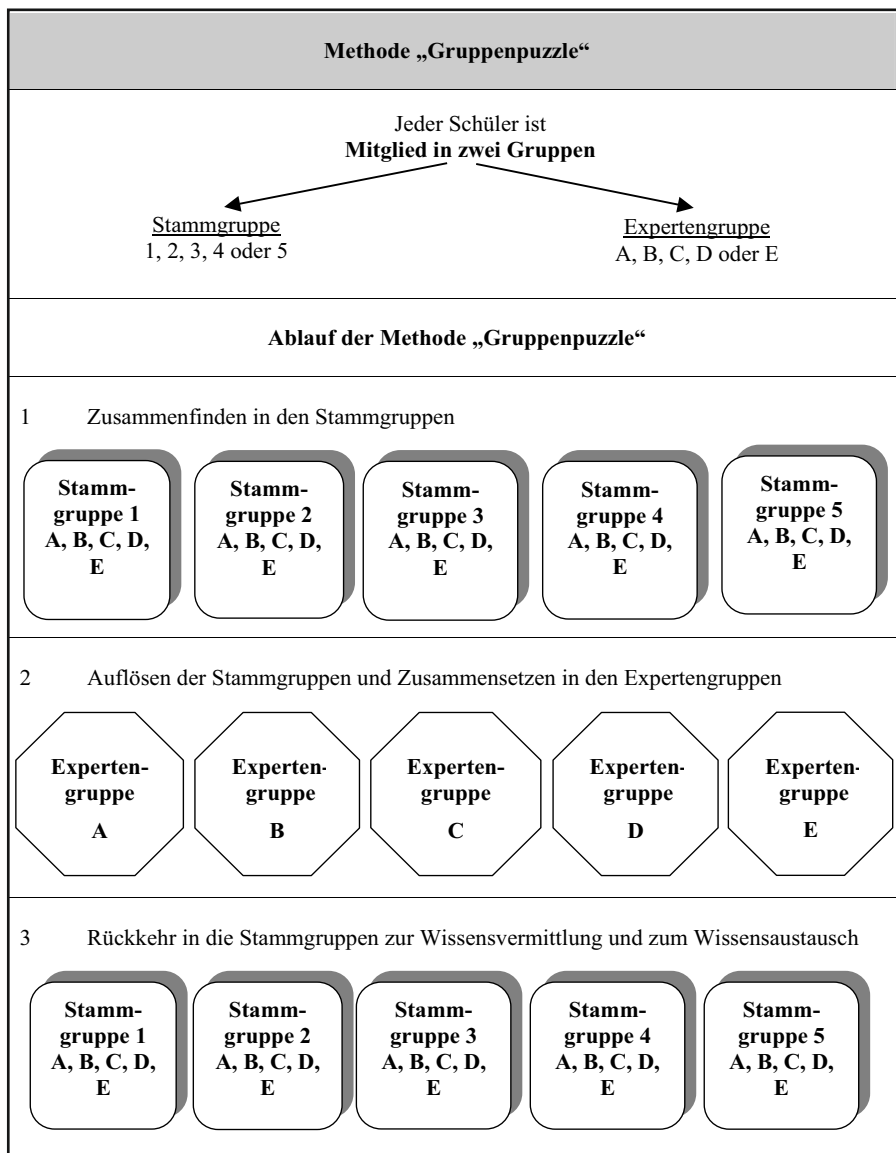 Methode „Gruppenpuzzle“
Jeder Schüler ist
Mitglied in zwei Gruppen
Stammgruppe
1, 2, 3, 4 oder 5
Expertengruppe
A, B, C, D oder E
Ablauf der Methode „Gruppenpuzzle“
1 Zusammenfinden in den Stammgruppen
Stamm-
gruppe 1
A, B, C, D,
E
Stamm-
gruppe 2
A, B, C, D,
E
Stamm-
gruppe 3
A, B, C, D,
E
Stamm-
gruppe 4
A, B, C, D,
E
Stamm-
gruppe 5
A, B, C, D,
E
2 Auflösen der Stammgruppen und Zusammensetzen in den Expertengruppen
Experten-
gruppe
A
Experten-
gruppe
B
Experten-
gruppe
C
Experten-
gruppe
D
Experten-
gruppe
E
3 Rückkehr in die Stammgruppen zur Wissensvermittlung und zum Wissensaustausch
Stamm-
gruppe 1
A, B, C, D,
E
Stamm-
gruppe 2
A, B, C, D,
E
Stamm-
gruppe 3
A, B, C, D,
E
Stamm-
gruppe 4
A, B, C, D,
E
Stamm-
gruppe 5
A, B, C, D,
E